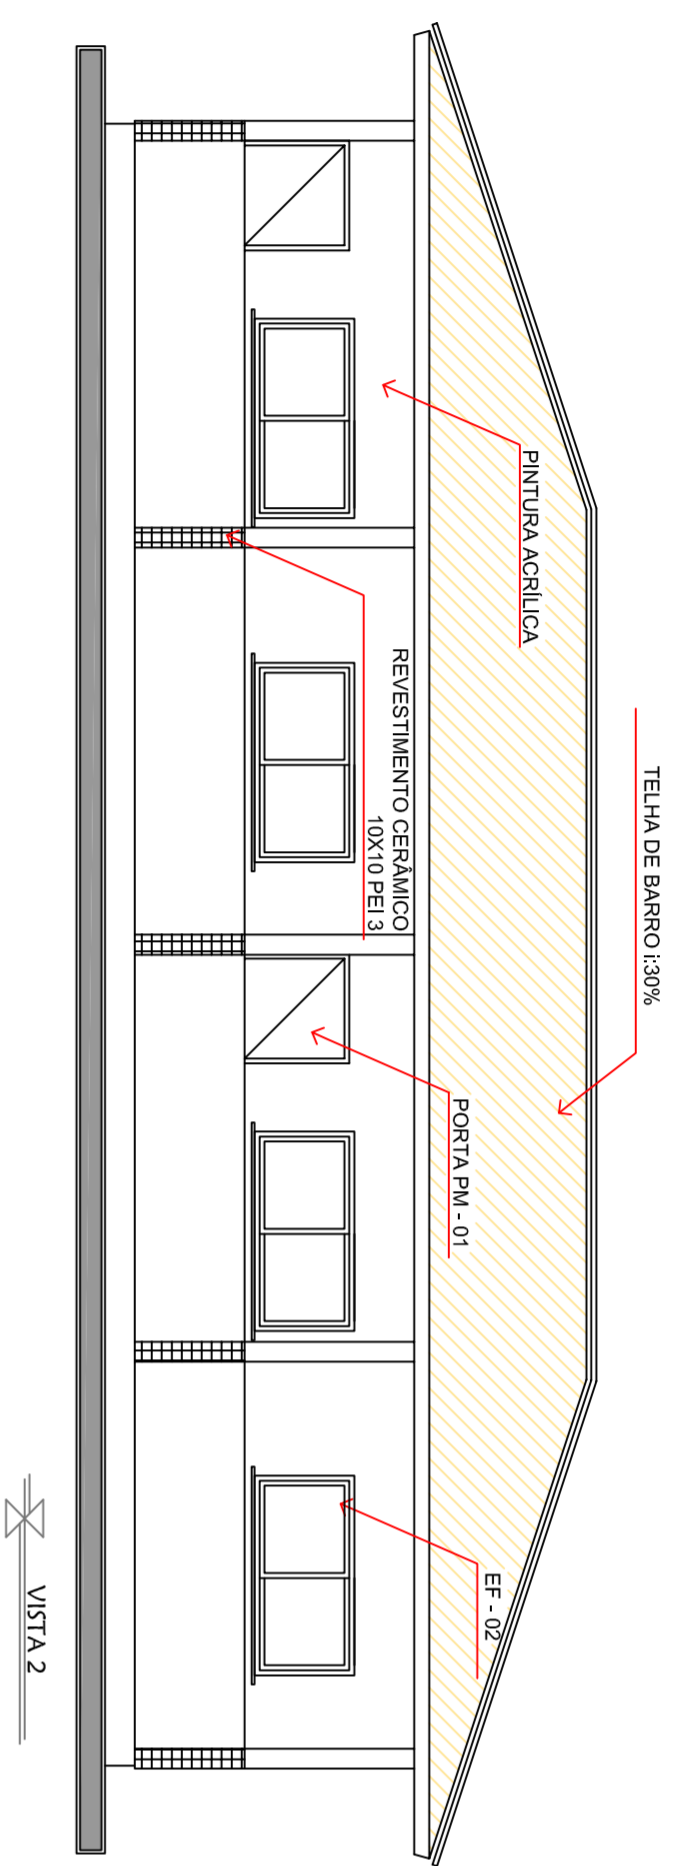 TELHA DE BARRO i:30%
PINTURA ACRÍLICA
REVESTIMENTO CERÂMICO
10X10 PEI 3
PORTA PM - 01
EF - 02
VISTA 2